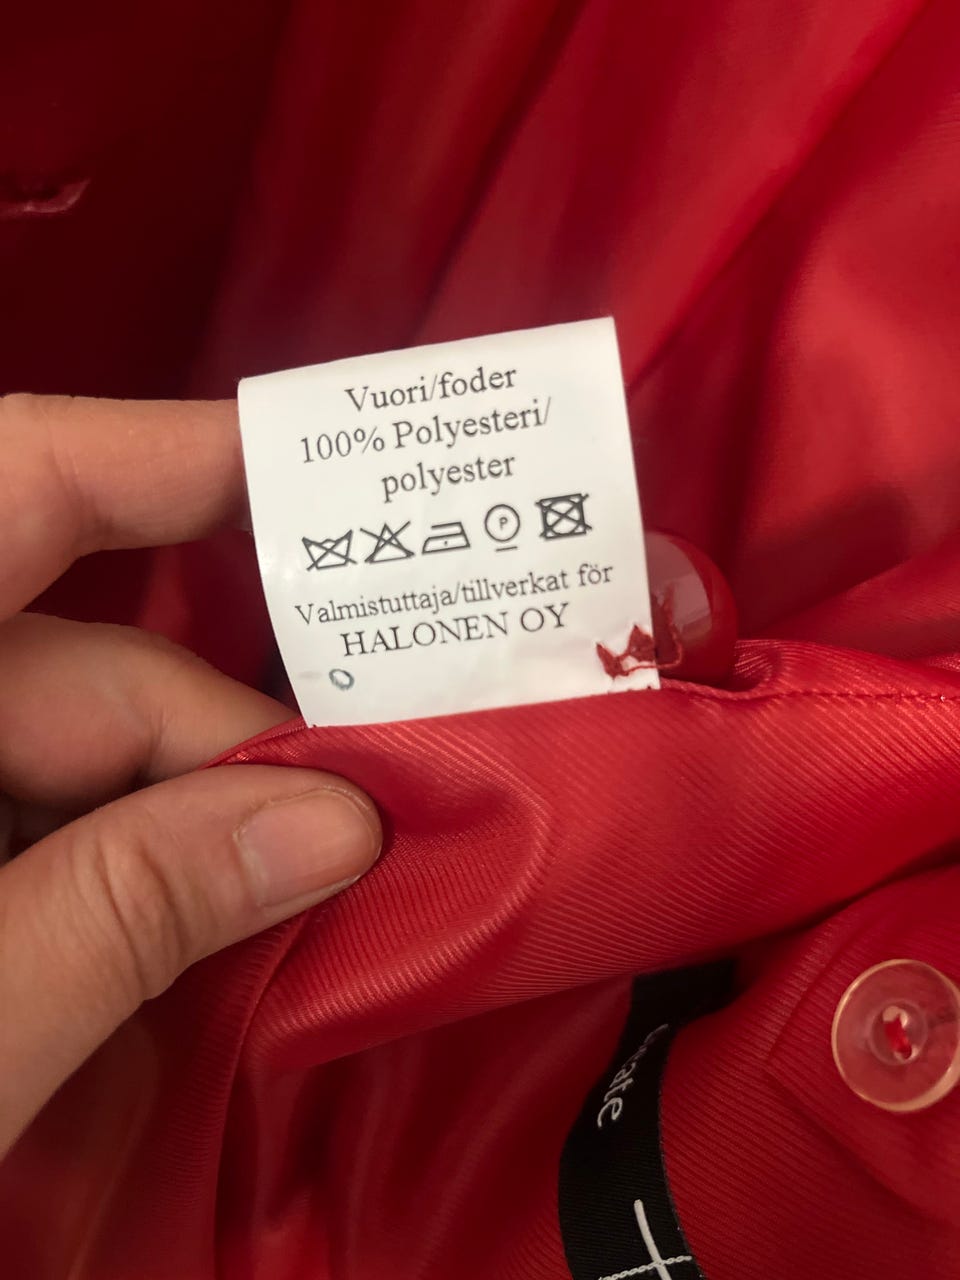 Vuori/foder
100% Polyesteri/
polyester
P
Valmistuttaja/tillverkat för
HALONEN OY